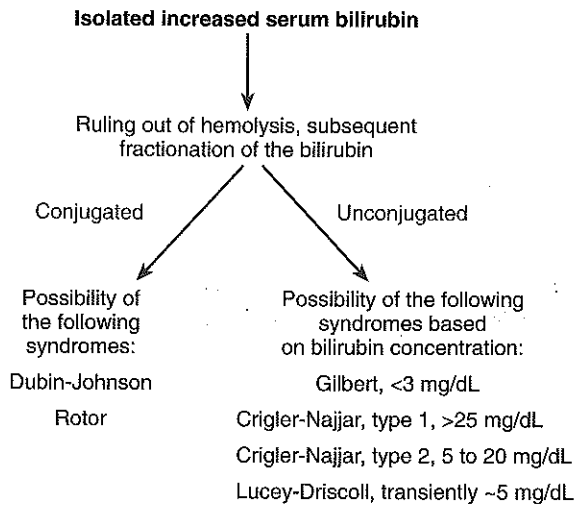 Isolated increased serum bilirubin
Ruling out of hemolysis, subsequent
fractionation of the bilirubin
Conjugated
Unconjugated
Possibility of
the following
syndromes:
Dubin-Johnson
Rotor
Possibility of the following
syndromes based
on bilirubin concentration:
Gilbert, <3 mg/dL
Crigler-Najjar, type 1, >25 mg/dL
Crigler-Najjar, type 2, 5 to 20 mg/dL
Lucey-Driscoll, transiently ~5 mg/dL